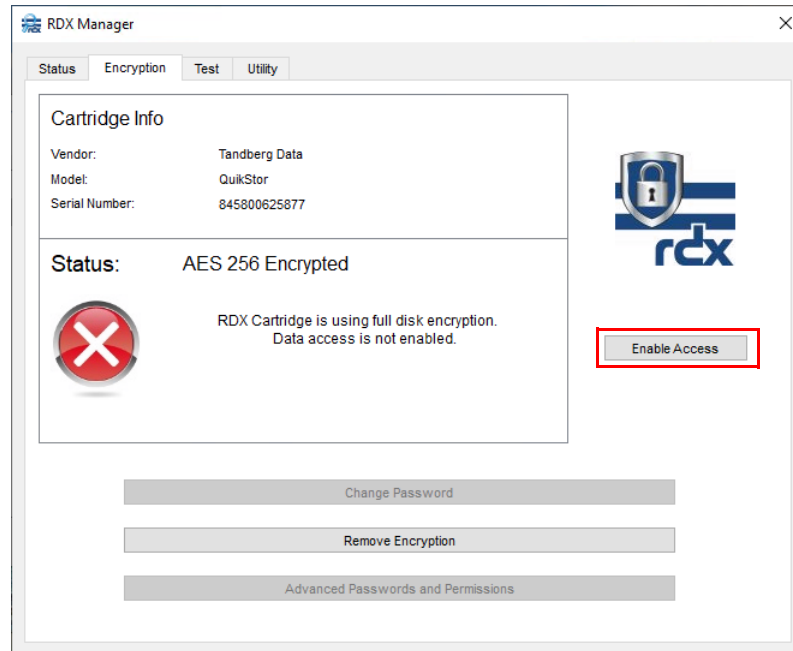 RDX Manager
Status Encryption Test Utility
Cartridge Info
Vendor: Tandberg Data
Model: QuikStor
Serial Number: 845800625877
rdx
Status: AES 256 Encrypted
RDX Cartridge is using full disk encryption.
Data access is not enabled.
Enable Access
Change Password
Remove Encryption
Advanced Passwords and Permissions